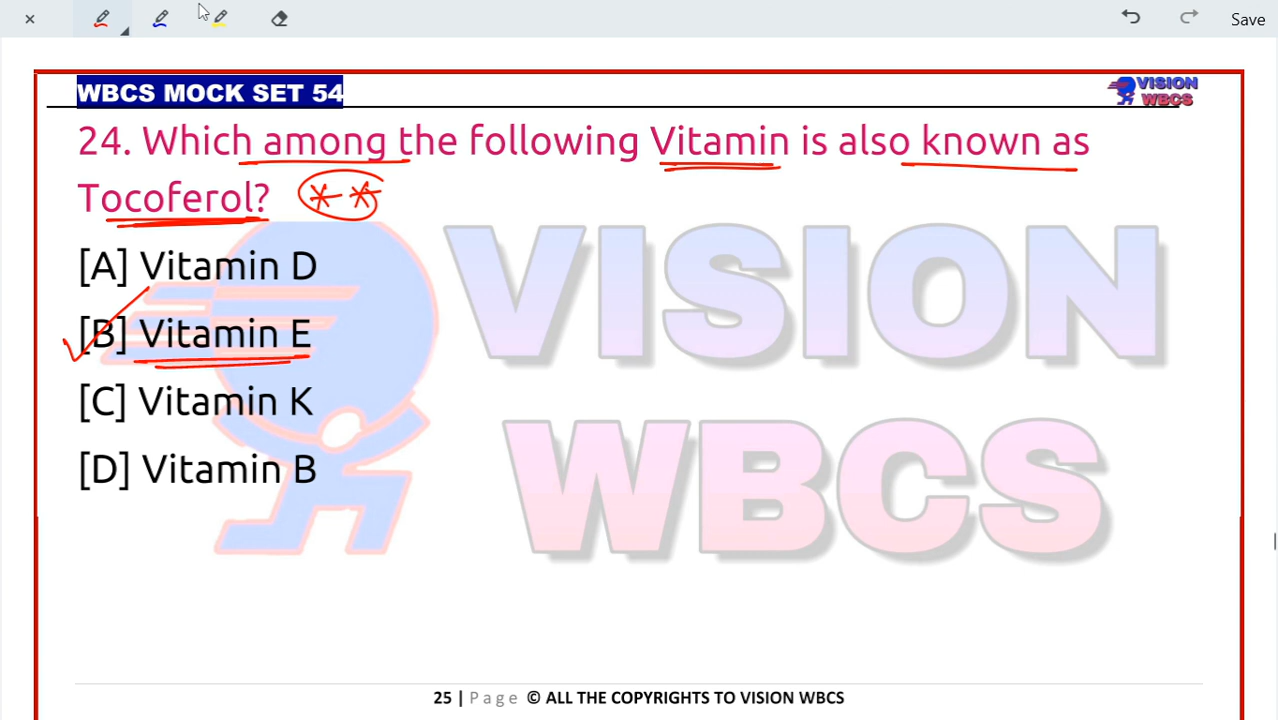 Save
WBCS MOCK SET 54
VISION
WBCS
24. Which among the following Vitamin is also known as
Tocoferol?
[A] Vitamin D
[B] Vitamin E
[C] Vitamin K
[D] Vitamin B
VISION
WBCS
25 | Page © ALL THE COPYRIGHTS TO VISION WBCS